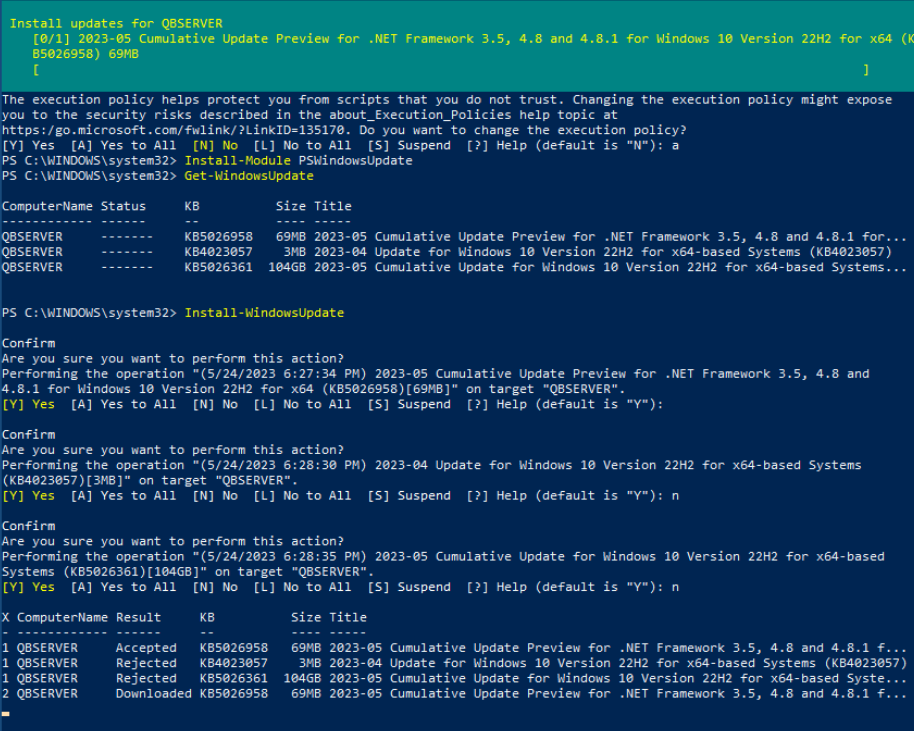 Install updates for QBSERVER
[0/1] 2023-05 Cumulative Update Preview for .NET Framework 3.5, 4.8 and 4.8.1 for Windows 10 Version 22H2 for x64 (K
B5026958) 69MB
[ ]
The execution policy helps protect you from scripts that you do not trust. Changing the execution policy might expose
you to the security risks described in the about_Execution_Policies help topic at
https:/go.microsoft.com/fwlink/?LinkID=135170. Do you want to change the execution policy?
[Y] Yes  [A] Yes to All  [N] No  [L] No to All  [S] Suspend  [?] Help (default is "N"): a
PS C:\WINDOWS\system32> Install-Module PSWindowsUpdate
PS C:\WINDOWS\system32> Get-WindowsUpdate
ComputerName Status     KB          Size Title
------------ ------     --          ---- -----
QBSERVER     -------    KB5026958   69MB 2023-05 Cumulative Update Preview for .NET Framework 3.5, 4.8 and 4.8.1 for...
QBSERVER     -------    KB4023057    3MB 2023-04 Update for Windows 10 Version 22H2 for x64-based Systems (KB4023057)
QBSERVER     -------    KB5026361  104GB 2023-05 Cumulative Update for Windows 10 Version 22H2 for x64-based Systems...
PS C:\WINDOWS\system32> Install-WindowsUpdate
Confirm
Are you sure you want to perform this action?
Performing the operation "(5/24/2023 6:27:34 PM) 2023-05 Cumulative Update Preview for .NET Framework 3.5, 4.8 and
4.8.1 for Windows 10 Version 22H2 for x64 (KB5026958)[69MB]" on target "QBSERVER".
[Y] Yes  [A] Yes to All  [N] No  [L] No to All  [S] Suspend  [?] Help (default is "Y"):
Confirm
Are you sure you want to perform this action?
Performing the operation "(5/24/2023 6:28:30 PM) 2023-04 Update for Windows 10 Version 22H2 for x64-based Systems
(KB4023057)[3MB]" on target "QBSERVER".
[Y] Yes  [A] Yes to All  [N] No  [L] No to All  [S] Suspend  [?] Help (default is "Y"): n
Confirm
Are you sure you want to perform this action?
Performing the operation "(5/24/2023 6:28:35 PM) 2023-05 Cumulative Update for Windows 10 Version 22H2 for x64-based
Systems (KB5026361)[104GB]" on target "QBSERVER".
[Y] Yes  [A] Yes to All  [N] No  [L] No to All  [S] Suspend  [?] Help (default is "Y"): n
X ComputerName Result     KB          Size Title
- ------------ ------     --          ---- -----
1 QBSERVER     Accepted   KB5026958   69MB 2023-05 Cumulative Update Preview for .NET Framework 3.5, 4.8 and 4.8.1 f...
1 QBSERVER     Rejected   KB4023057    3MB 2023-04 Update for Windows 10 Version 22H2 for x64-based Systems (KB4023057)
1 QBSERVER     Rejected   KB5026361  104GB 2023-05 Cumulative Update for Windows 10 Version 22H2 for x64-based Syste...
2 QBSERVER     Downloaded KB5026958   69MB 2023-05 Cumulative Update Preview for .NET Framework 3.5, 4.8 and 4.8.1 f...